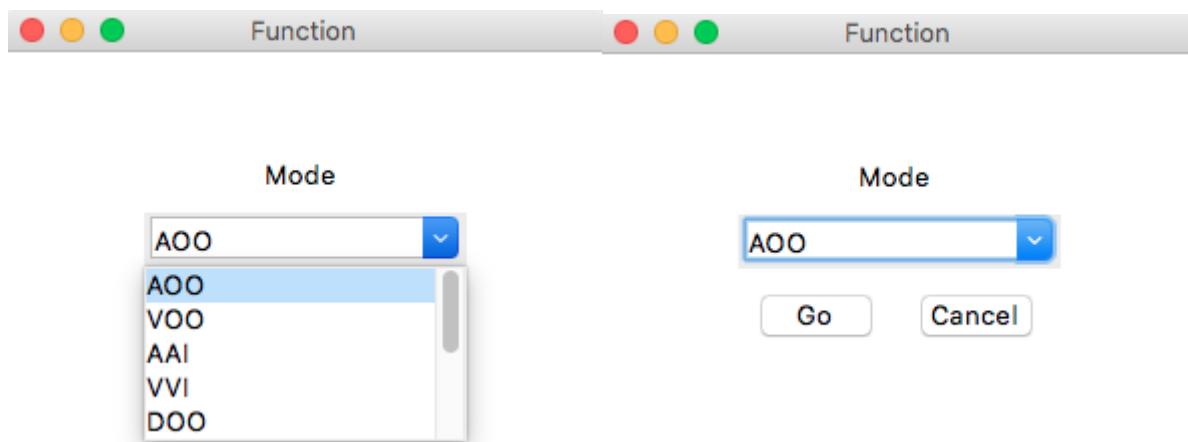 Function
Mode
AOO
AOO
VOO
AAI
VVI
DOO
Function
Mode
AOO
Go Cancel